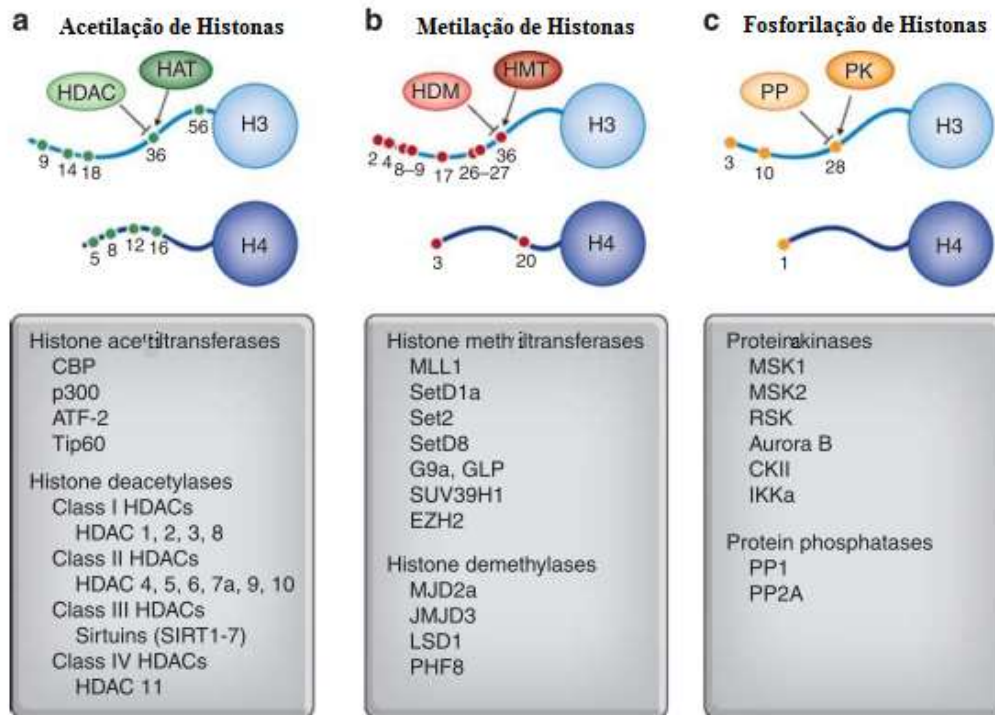 a Acetilação de Histonas
HDAC
HAT
H3
9
14
18
36
56
H4
5
8
12
16
Histone acetiltransferases
CBP
p300
ATF-2
Tip60
Histone deacetylases
Class I HDACs
HDAC 1, 2, 3, 8
Class II HDACs
HDAC 4, 5, 6, 7a, 9, 10
Class III HDACs
Sirtuins (SIRT1-7)
Class IV HDACs
HDAC 11
b Metilação de Histonas
HDM
HMT
H3
2
4
8–9
17
26–27
36
H4
3
20
Histone metiltransferases
MLL1
SetD1a
Set2
SetD8
G9a, GLP
SUV39H1
EZH2
Histone demethylases
MJD2a
JMJD3
LSD1
PHF8
c Fosforilação de Histonas
PP
PK
H3
3
10
28
H4
1
Proteinakinases
MSK1
MSK2
RSK
Aurora B
CKII
IKKa
Protein phosphatases
PP1
PP2A